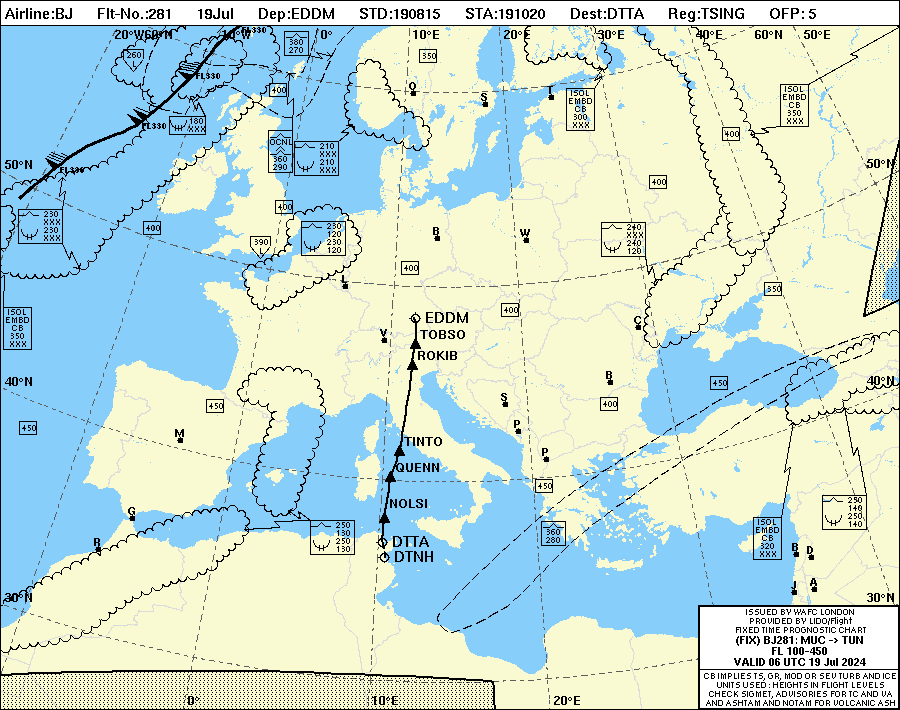 Airline:BJ Flt-No.:281 19Jul Dep:EDDM STD:190815 STA:191020 Dest:DTTA Reg:TSING OFP: 5
20°W 60°N 10°W 0° 10°E 20°E 30°E 40°E 60°N 50°E
FL330
380
270
260
350
FL330
400
ISOL
EMBD
CB
300
XXX
ISOL
EMBD
CB
350
XXX
O
S
T
180
XXX
FL330
400
OCNL
360
290
210
XXX
210
XXX
50°N
50°N
FL330
400
400
230
XXX
230
XXX
400
230
120
230
120
B
W
240
XXX
240
120
390
400
L
350
ISOL
EMBD
CB
350
XXX
400
EDDM
C
V
TOBSO
ROKIB
40°N
B
450
40°N
450
S
400
450
M
P
TINTO
P
QUENN
450
G
NOLSI
250
140
250
140
250
130
250
130
360
280
ISOL
EMBD
CB
320
XXX
R
DTTA
DTNH
B
D
J
A
30°N
30°N
ISSUED BY WAFC LONDON
PROVIDED BY LIDO/Flight
FIXED TIME PROGNOSTIC CHART
(FIX) BJ281: MUC -> TUN
FL 100-450
VALID 06 UTC 19 Jul 2024
CB IMPLIES TS, GR, MOD OR SEV TURB AND ICE
UNITS USED : HEIGHTS IN FLIGHT LEVELS
CHECK SIGMET, ADVISORIES FOR TC AND VA
AND ASHTAM AND NOTAM FOR VOLCANIC ASH
0° 10°E 20°E